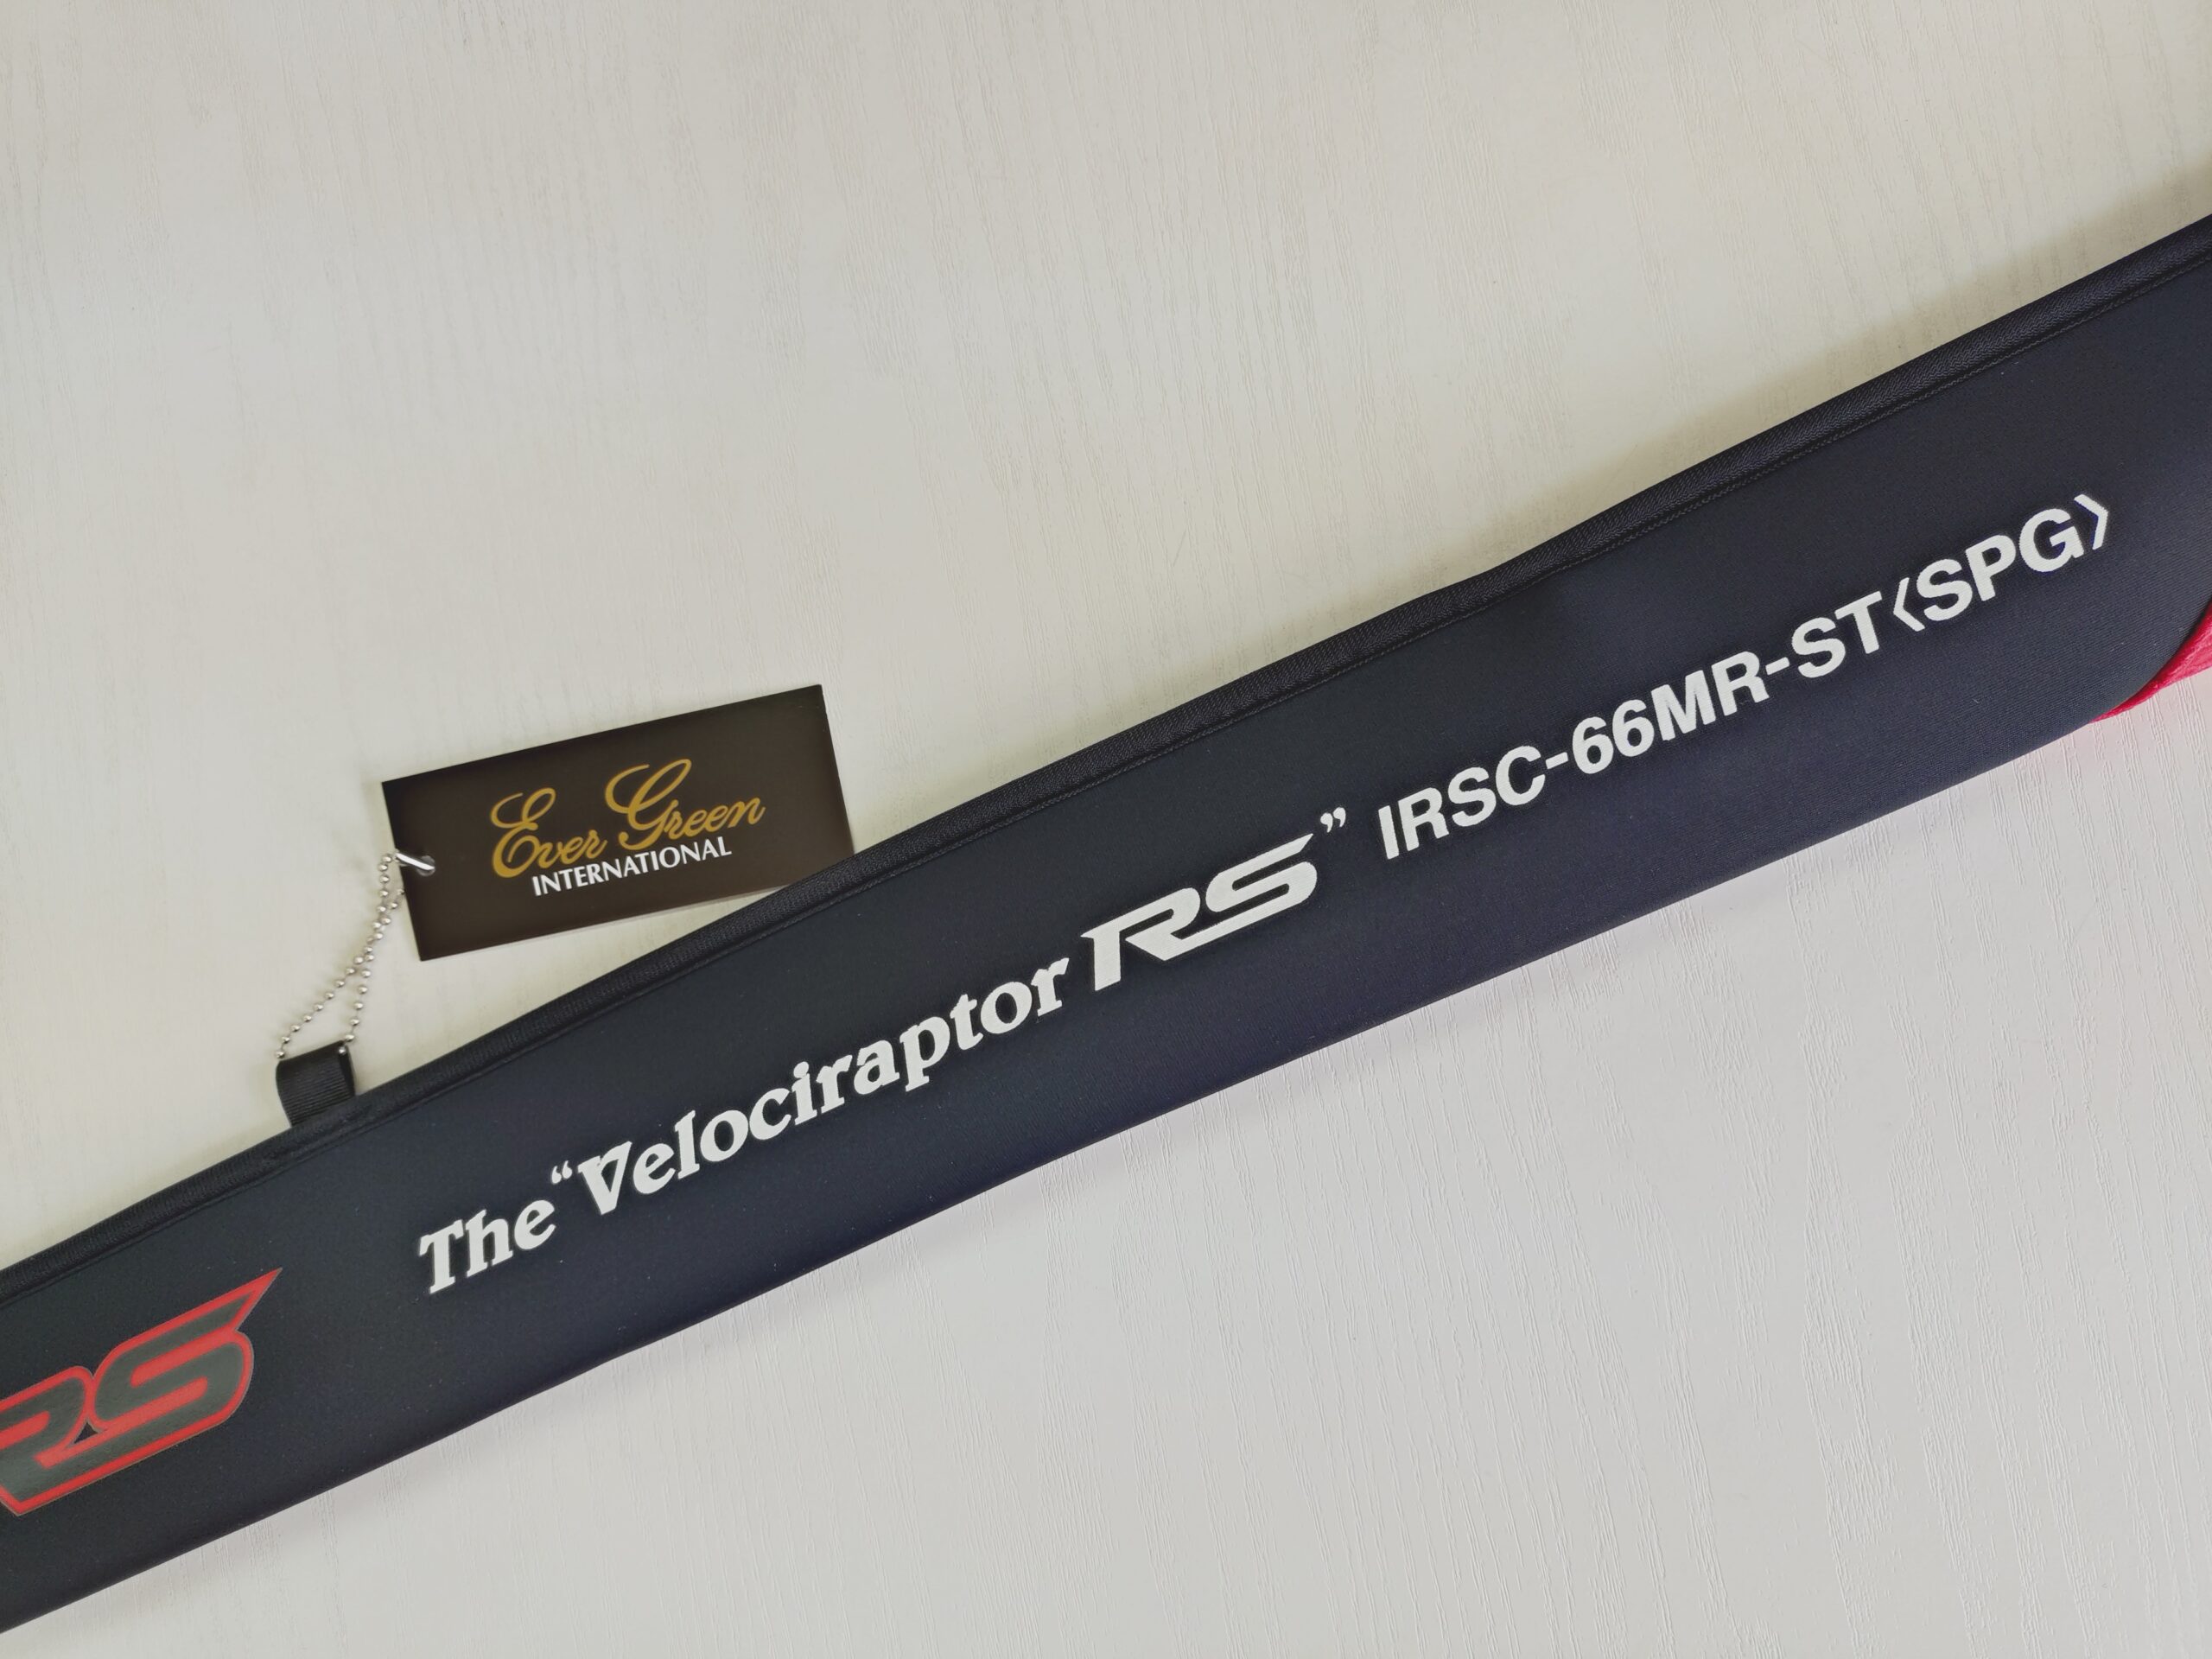 Ever Green
INTERNATIONAL
RS
The “Velociraptor RS” IRSC-66MR-ST〈SPG〉